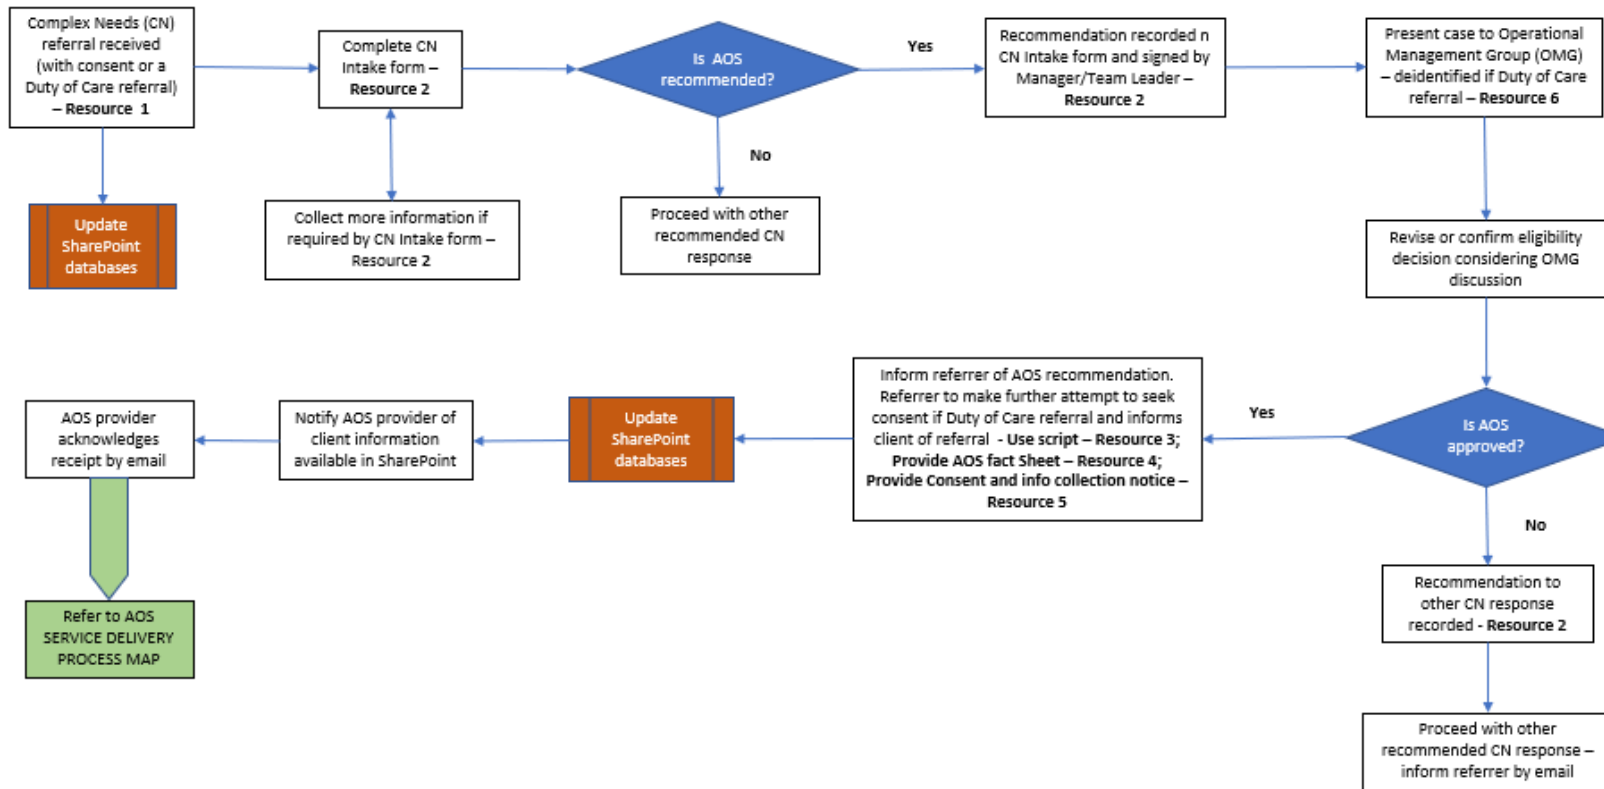 Complex Needs (CN)
referral received
(with consent or a
Duty of Care referral)
– Resource 1
Complete CN
Intake form –
Resource 2
Is AOS
recommended?
Yes
Recommendation recorded n
CN Intake form and signed by
Manager/Team Leader –
Resource 2
Present case to Operational
Management Group (OMG)
– deidentified if Duty of Care
referral – Resource 6
No
Update
SharePoint
databases
Collect more information if
required by CN Intake form –
Resource 2
Proceed with other
recommended CN
response
Revise or confirm eligibility
decision considering OMG
discussion
Is AOS
approved?
Yes
Inform referrer of AOS recommendation.
Referrer to make further attempt to seek
consent if Duty of Care referral and informs
client of referral - Use script – Resource 3;
Provide AOS fact Sheet – Resource 4;
Provide Consent and info collection notice –
Resource 5
Update
SharePoint
databases
Notify AOS provider of
client information
available in SharePoint
AOS provider
acknowledges
receipt by email
Refer to AOS
SERVICE DELIVERY
PROCESS MAP
No
Recommendation to
other CN response
recorded - Resource 2
Proceed with other
recommended CN response –
inform referrer by email